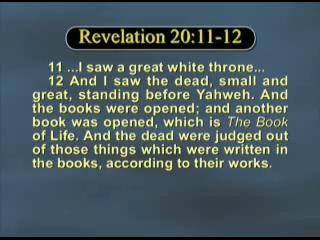 Revelation 20:11-12
11 ...I saw a great white throne...
12 And I saw the dead, small and
great, standing before Yahweh. And
the books were opened; and another
book was opened, which is The Book
of Life. And the dead were judged out
of those things which were written in
the books, according to their works.